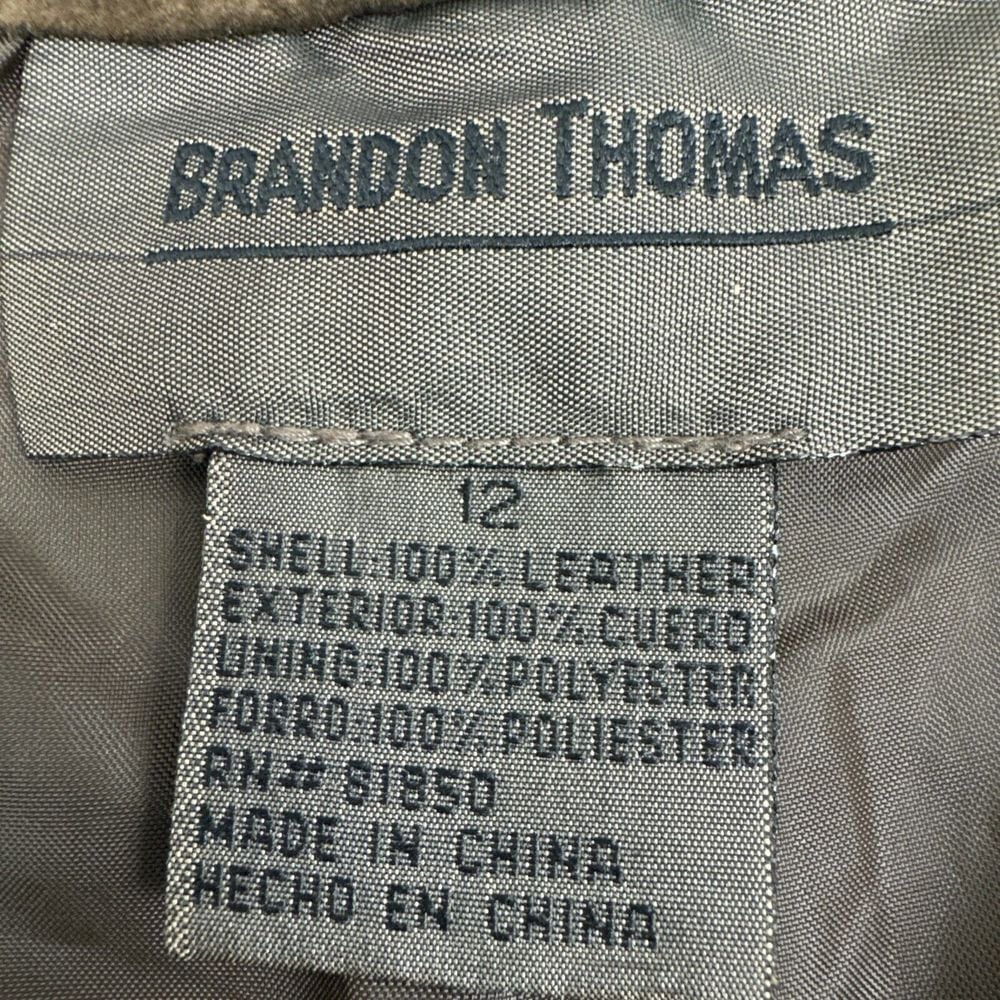 BRANDON THOMAS
12
SHELL:100% LEATHER
EXTERIOR:100% CUERO
LINING:100% POLYESTER
FORRO:100% POLIESTER
RN# 81850
MADE IN CHINA
HECHO EN CHINA